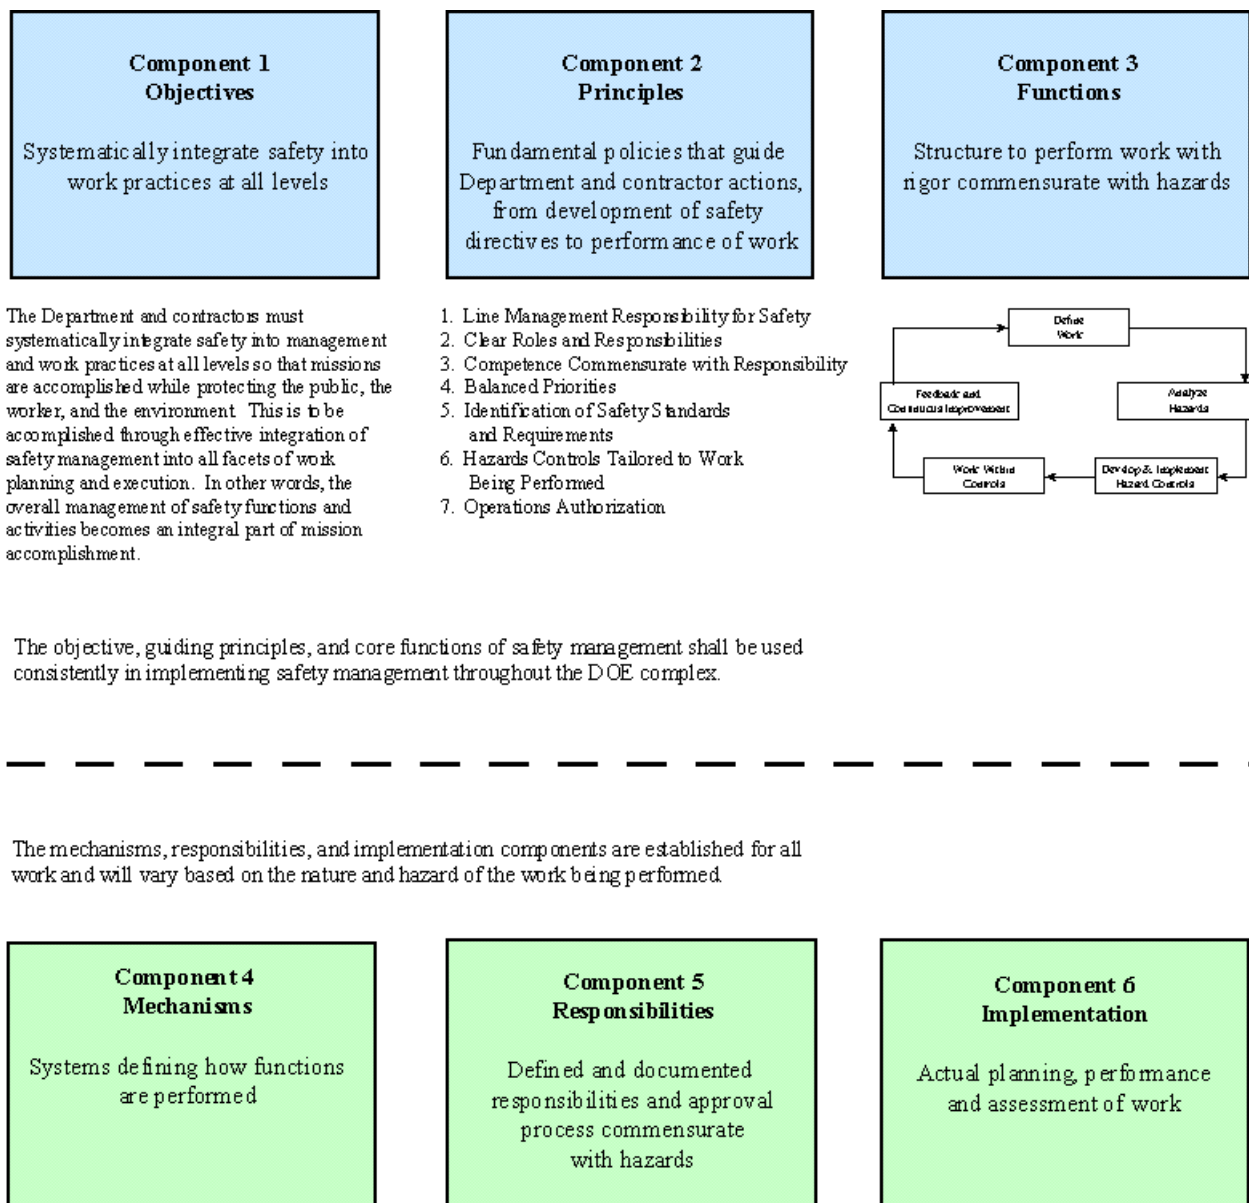 Component 1
Objectives
Systematically integrate safety into
work practices at all levels
Component 2
Principles
Fundamental policies that guide
Department and contractor actions,
from development of safety
directives to performance of work
Component 3
Functions
Structure to perform work with
rigor commensurate with hazards
The Department and contractors must
systematically integrate safety into management
and work practices at all levels so that missions
are accomplished while protecting the public, the
worker, and the environment. This is to be
accomplished through effective integration of
safety management into all facets of work
planning and execution. In other words, the
overall management of safety functions and
activities becomes an integral part of mission
accomplishment.
1. Line Management Responsibility for Safety
2. Clear Roles and Responsibilities
3. Competence Commensurate with Responsibility
4. Balanced Priorities
5. Identification of Safety Standards
and Requirements
6. Hazards Controls Tailored to Work
Being Performed
7. Operations Authorization
Define
Work
Feedback and
Continuous Improvement
Analyze
Hazards
Work Within
Controls
Develop & Implement
Hazard Controls
The objective, guiding principles, and core functions of safety management shall be used
consistently in implementing safety management throughout the DOE complex.
The mechanisms, responsibilities, and implementation components are established for all
work and will vary based on the nature and hazard of the work being performed.
Component 4
Mechanisms
Systems defining how functions
are performed
Component 5
Responsibilities
Defined and documented
responsibilities and approval
process commensurate
with hazards
Component 6
Implementation
Actual planning, performance
and assessment of work